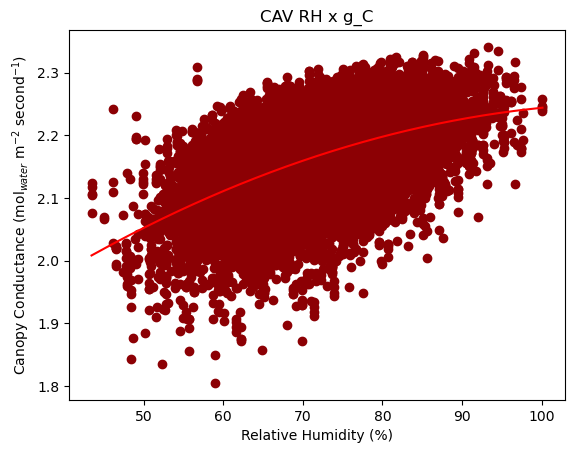 CAV RH x g_C
Canopy Conductance (mol_water m⁻² second⁻¹)
2.3
2.2
2.1
2.0
1.9
1.8
50 60 70 80 90 100
Relative Humidity (%)